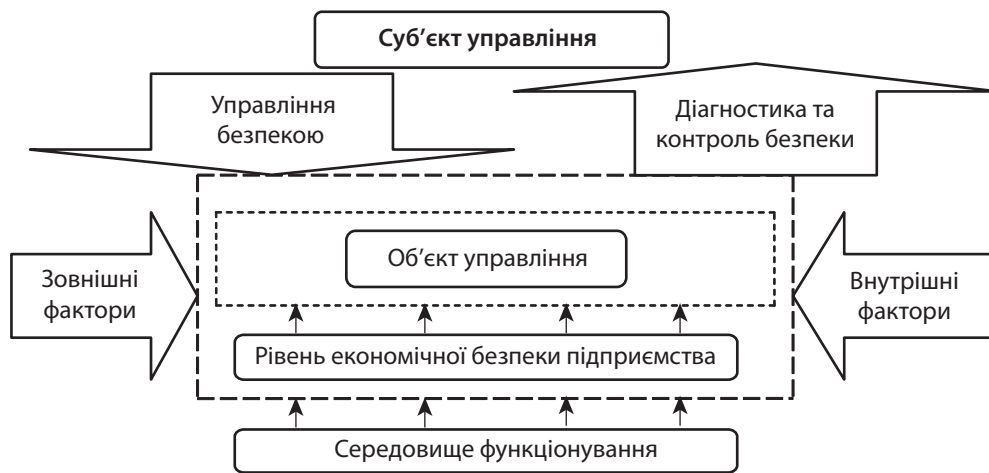 Суб’єкт управління
Управління
безпекою
Діагностика та
контроль безпеки
Об’єкт управління
Зовнішні
фактори
Внутрішні
фактори
Рівень економічної безпеки підприємства
Середовище функціонування